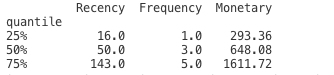 Recency Frequency Monetary
quantile
25% 16.0 1.0 293.36
50% 50.0 3.0 648.08
75% 143.0 5.0 1611.72